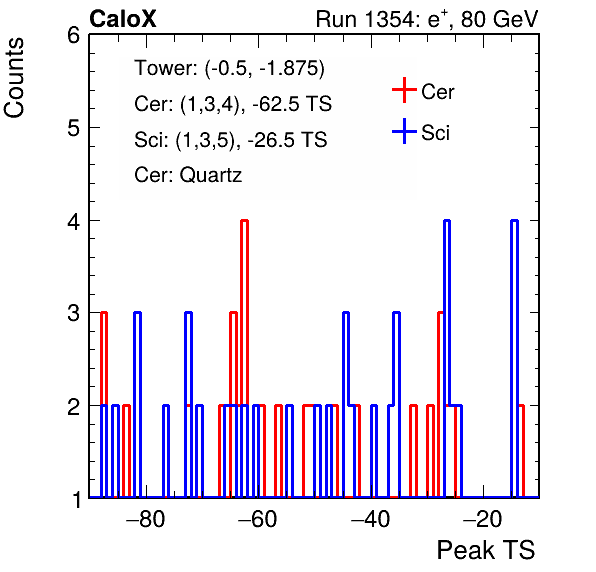 CaloX Run 1354: e+, 80 GeV
Counts
6
Tower: (-0.5, -1.875)
Cer: (1,3,4), -62.5 TS
Sci: (1,3,5), -26.5 TS
Cer: Quartz
Cer
Sci
5
4
3
2
1
−80 −60 −40 −20
Peak TS